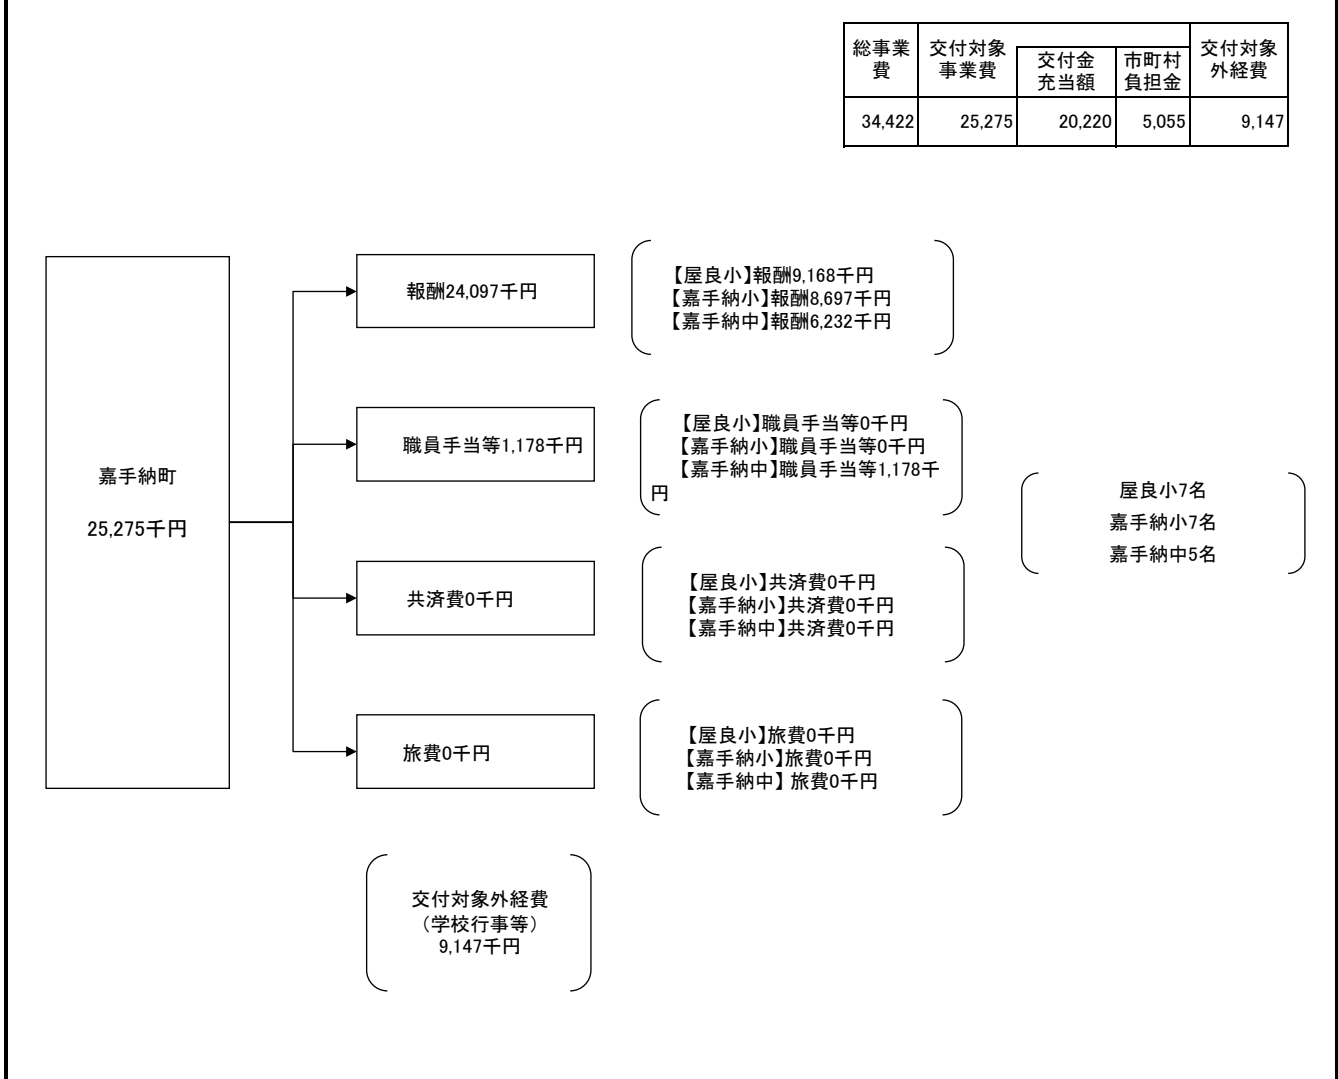 総事業
費
交付対象
事業費
交付金
充当額
市町村
負担金
交付対象
外経費
34,422
25,275
20,220
5,055
9,147
嘉手納町
25,275千円
報酬24,097千円
【屋良小】報酬9,168千円
【嘉手納小】報酬8,697千円
【嘉手納中】報酬6,232千円
職員手当等1,178千円
【屋良小】職員手当等0千円
【嘉手納小】職員手当等0千円
【嘉手納中】職員手当等1,178千
円
共済費0千円
【屋良小】共済費0千円
【嘉手納小】共済費0千円
【嘉手納中】共済費0千円
旅費0千円
【屋良小】旅費0千円
【嘉手納小】旅費0千円
【嘉手納中】 旅費0千円
屋良小7名
嘉手納小7名
嘉手納中5名
交付対象外経費
（学校行事等）
9,147千円